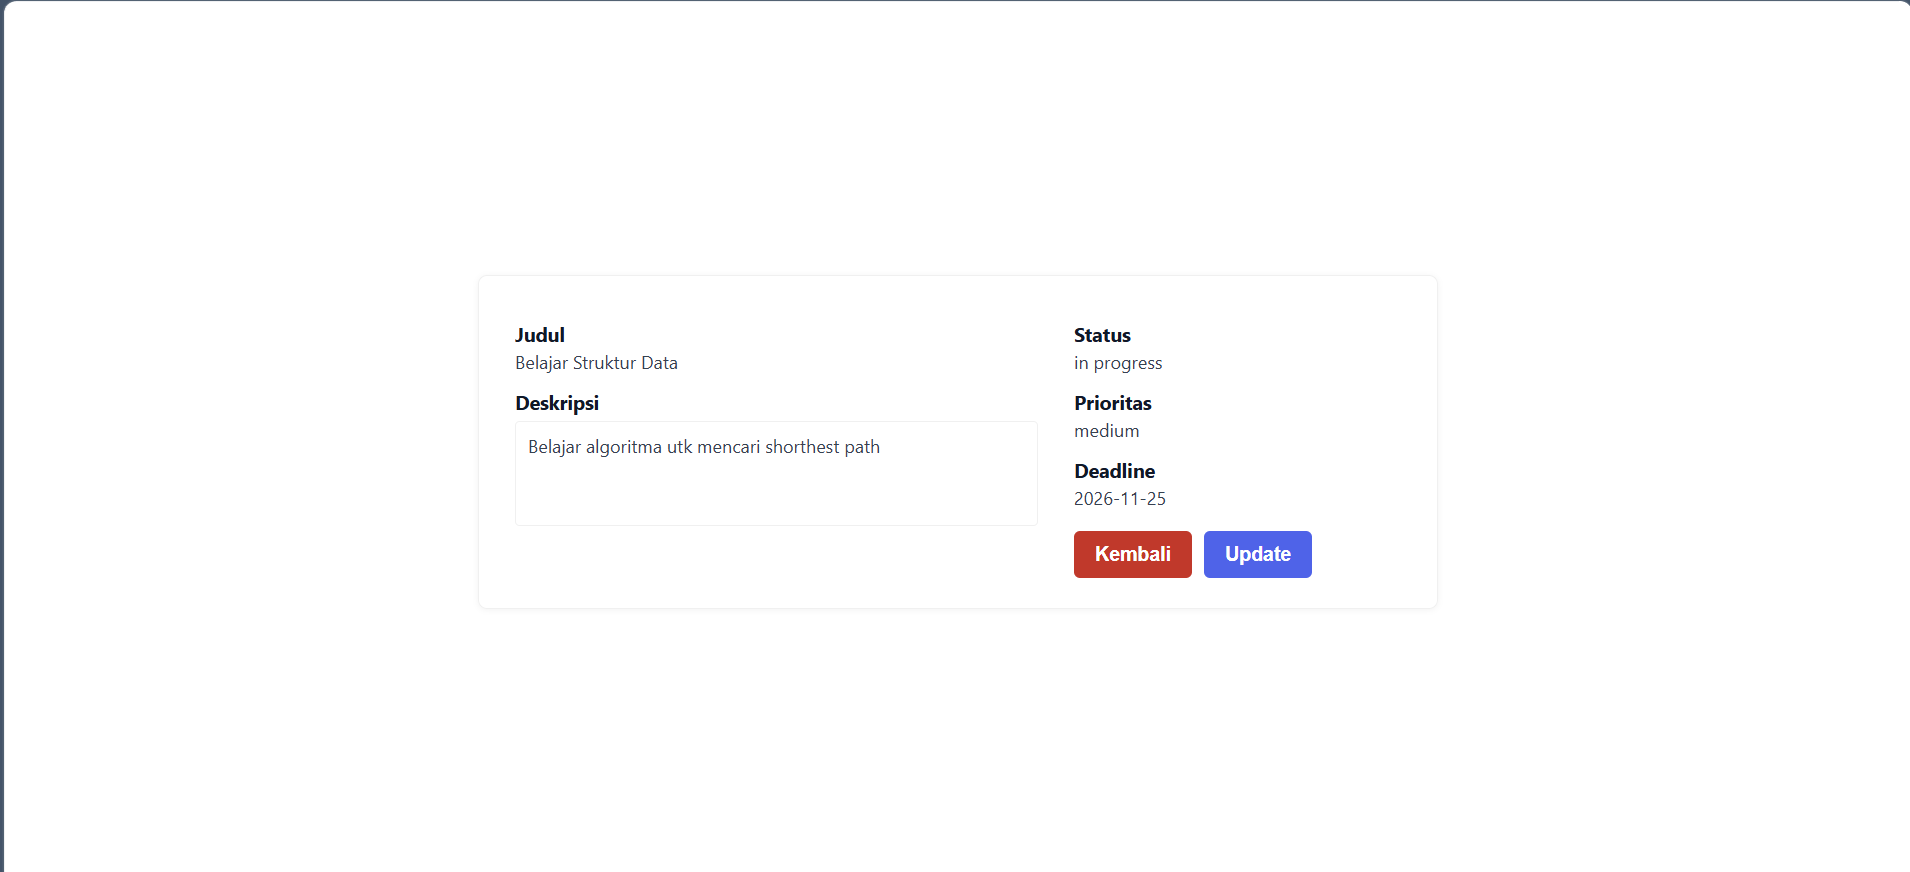 Judul
Belajar Struktur Data
Deskripsi
Belajar algoritma utk mencari shorthest path
Status
in progress
Prioritas
medium
Deadline
2026-11-25
Kembali
Update